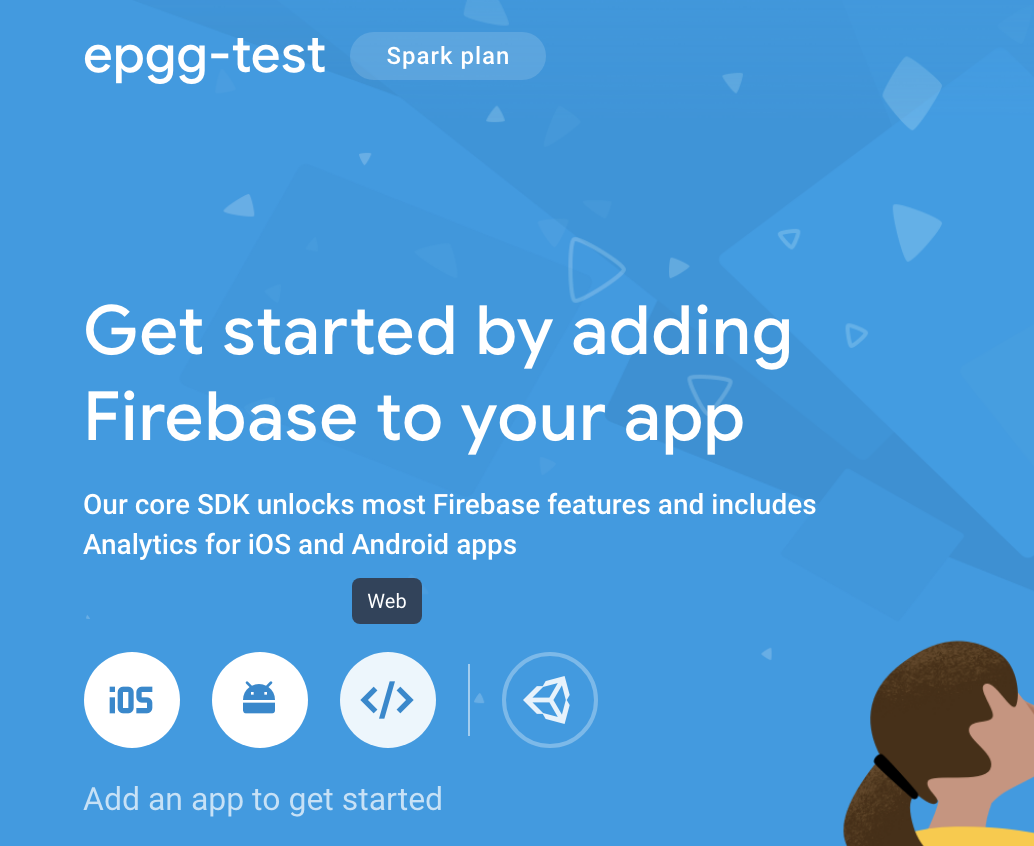 epgg-test
Spark plan
Get started by adding
Firebase to your app
Our core SDK unlocks most Firebase features and includes
Analytics for iOS and Android apps
Web
iOS
</>
Add an app to get started